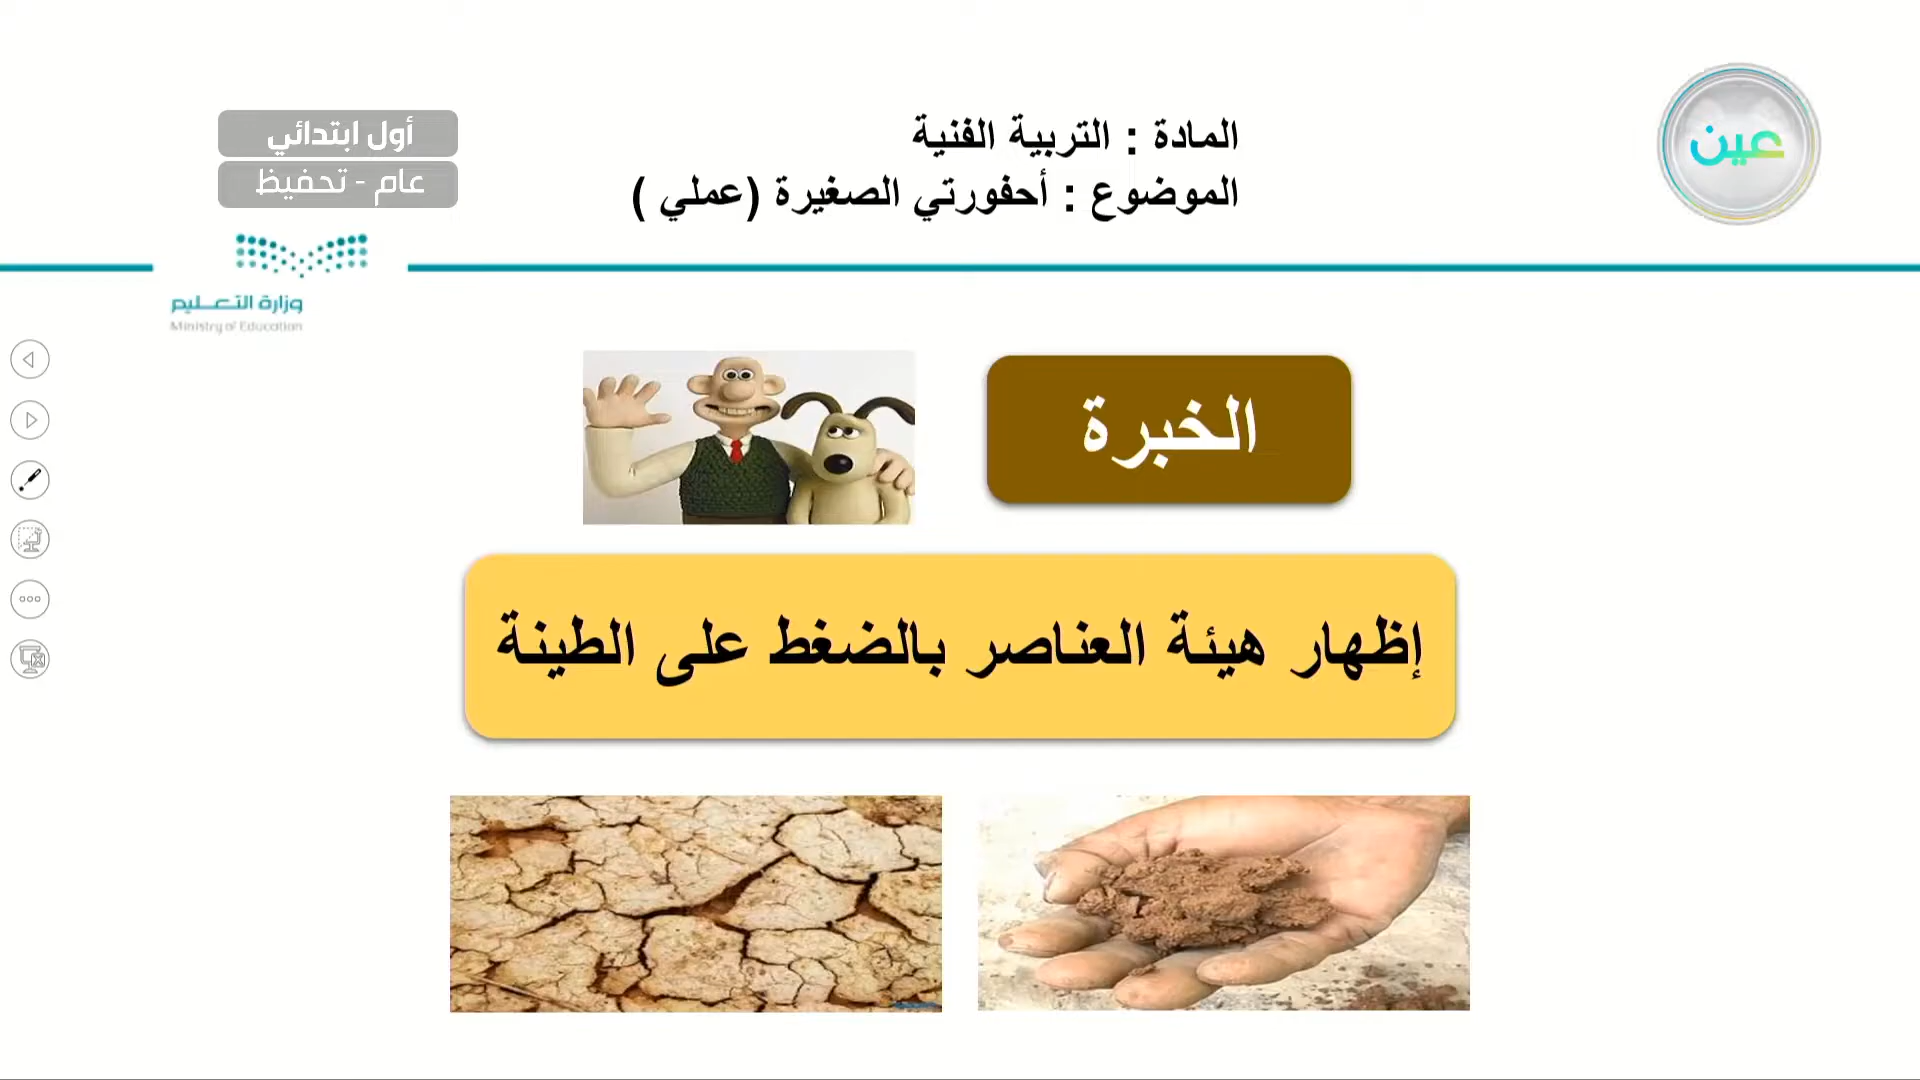 عين
المادة : التربية الفنية
الموضوع : أحفورتي الصغيرة (عملي )
أول ابتدائي
عام - تحفيظ
وزارة التعليم
Ministry of Education
الخبرة
إظهار هيئة العناصر بالضغط على الطينة